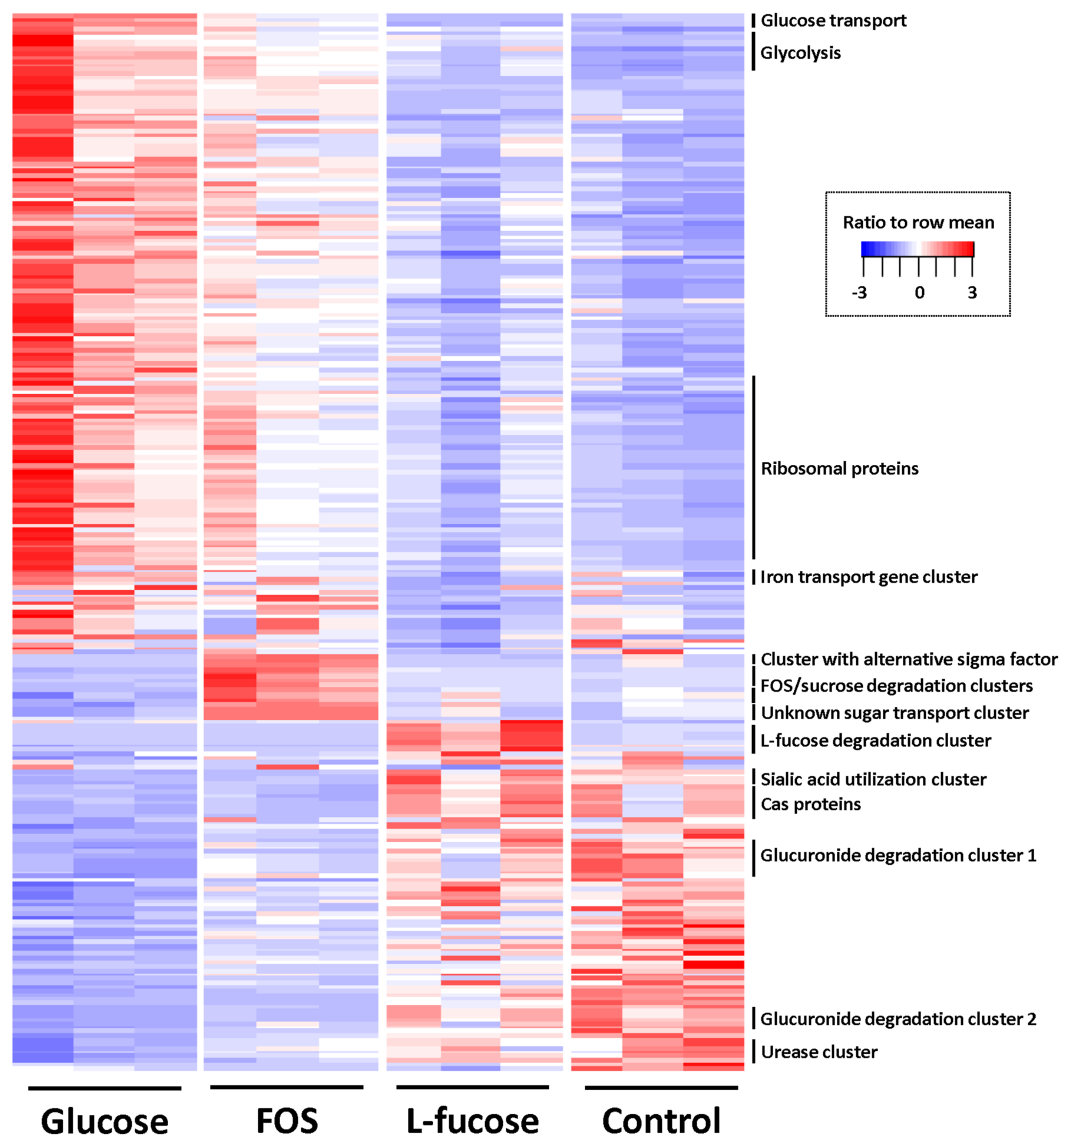 Glucose transport
Glycolysis
Ratio to row mean
-3 0 3
Ribosomal proteins
Iron transport gene cluster
Cluster with alternative sigma factor
FOS/sucrose degradation clusters
Unknown sugar transport cluster
L-fucose degradation cluster
Sialic acid utilization cluster
Cas proteins
Glucuronide degradation cluster 1
Glucuronide degradation cluster 2
Urease cluster
Glucose FOS L-fucose Control